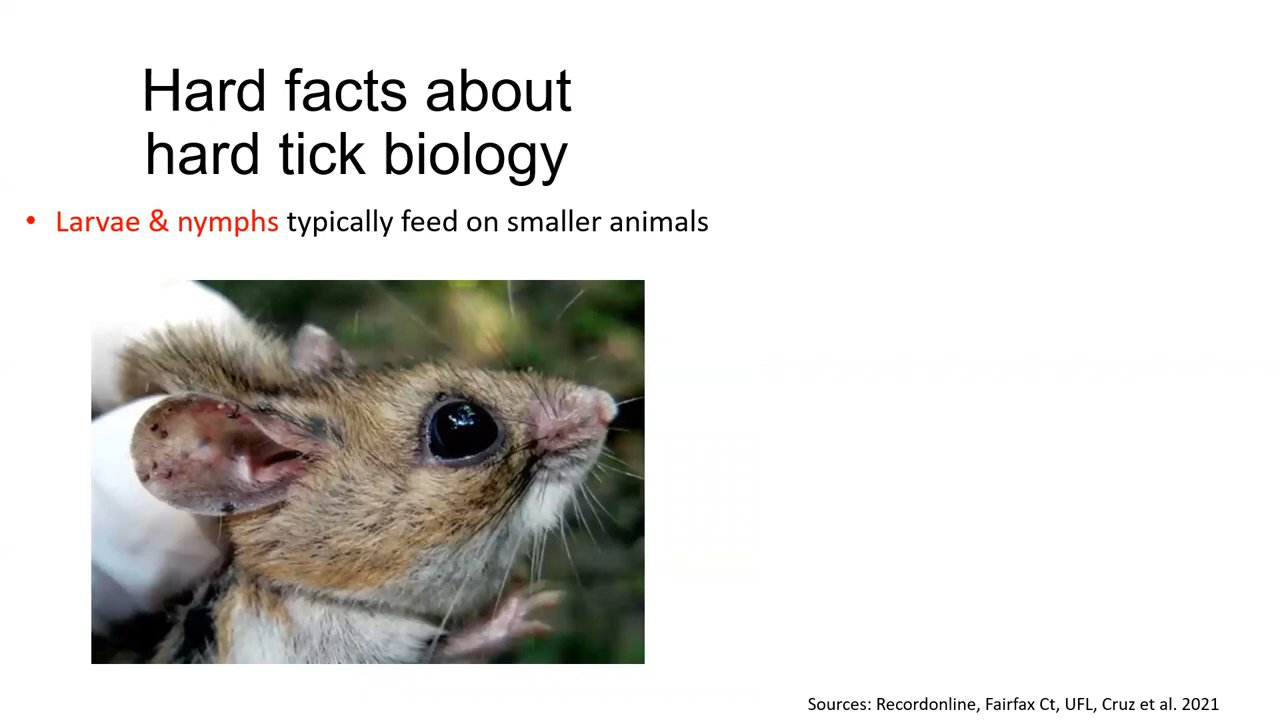 Hard facts about
hard tick biology
• Larvae & nymphs typically feed on smaller animals
Sources: Recordonline, Fairfax Ct, UFL, Cruz et al. 2021